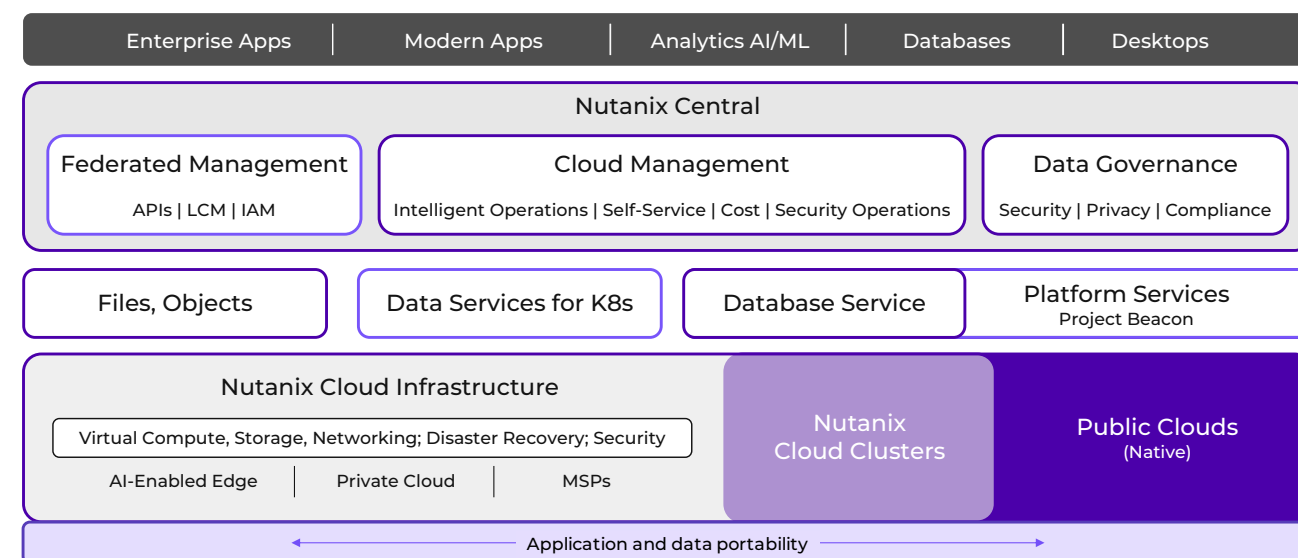 Enterprise Apps
Modern Apps
Analytics AI/ML
Databases
Desktops
Nutanix Central
Federated Management
APIs | LCM | IAM
Cloud Management
Intelligent Operations | Self-Service | Cost | Security Operations
Data Governance
Security | Privacy | Compliance
Files, Objects
Data Services for K8s
Database Service
Platform Services
Project Beacon
Nutanix Cloud Infrastructure
Virtual Compute, Storage, Networking; Disaster Recovery; Security
AI-Enabled Edge
Private Cloud
MSPs
Nutanix
Cloud Clusters
Public Clouds
(Native)
Application and data portability